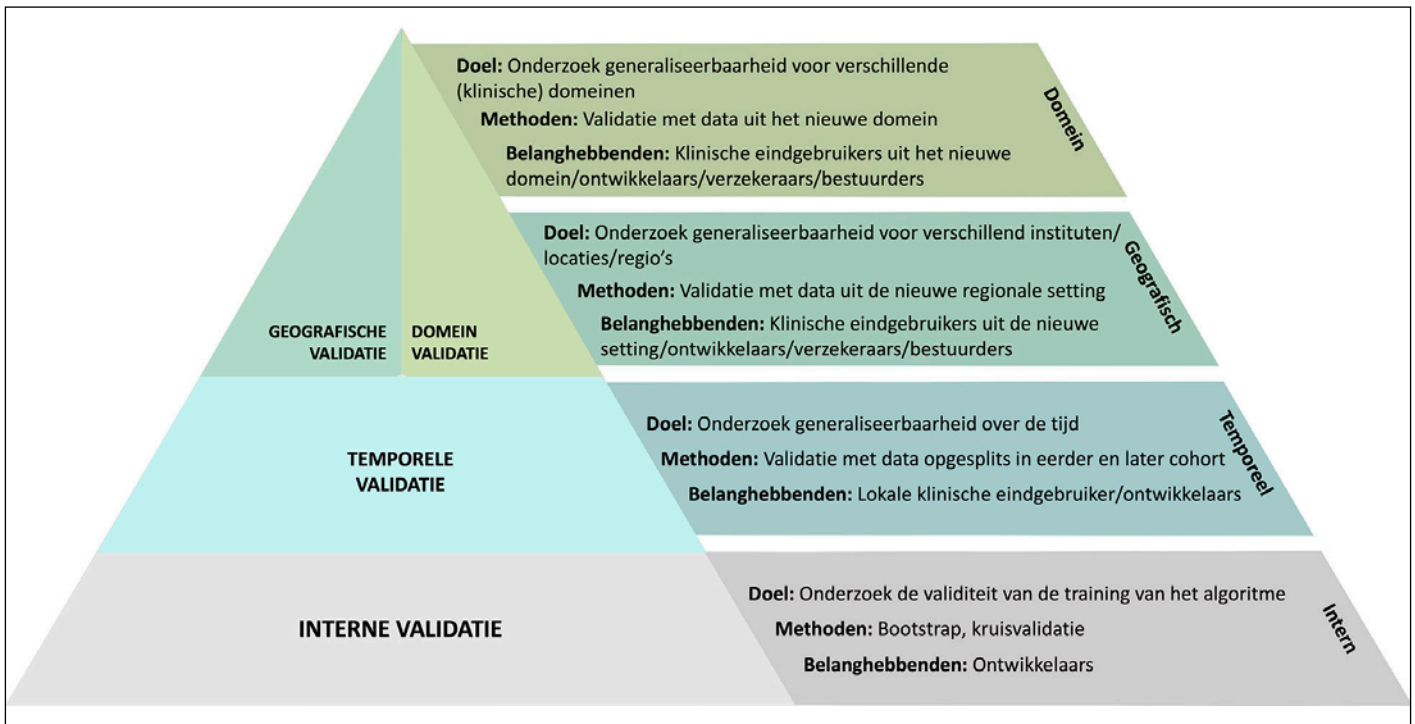 Doel: Onderzoek generaliseerbaarheid voor verschillende
(klinische) domeinen
Methoden: Validatie met data uit het nieuwe domein
Belanghebbenden: Klinische eindgebruikers uit het nieuwe
domein/ontwikkelaars/verzekeraars/bestuurders
Domein
GEOGRAFISCHE
VALIDATIE
DOMEIN
VALIDATIE
Doel: Onderzoek generaliseerbaarheid voor verschillend instituten/
locaties/regio's
Methoden: Validatie met data uit de nieuwe regionale setting
Belanghebbenden: Klinische eindgebruikers uit de nieuwe
setting/ontwikkelaars/verzekeraars/bestuurders
Geografisch
TEMPORELE
VALIDATIE
Doel: Onderzoek generaliseerbaarheid over de tijd
Methoden: Validatie met data opgesplits in eerder en later cohort
Belanghebbenden: Lokale klinische eindgebruiker/ontwikkelaars
Temporeel
INTERNE VALIDATIE
Doel: Onderzoek de validiteit van de training van het algoritme
Methoden: Bootstrap, kruisvalidatie
Belanghebbenden: Ontwikkelaars
Intern